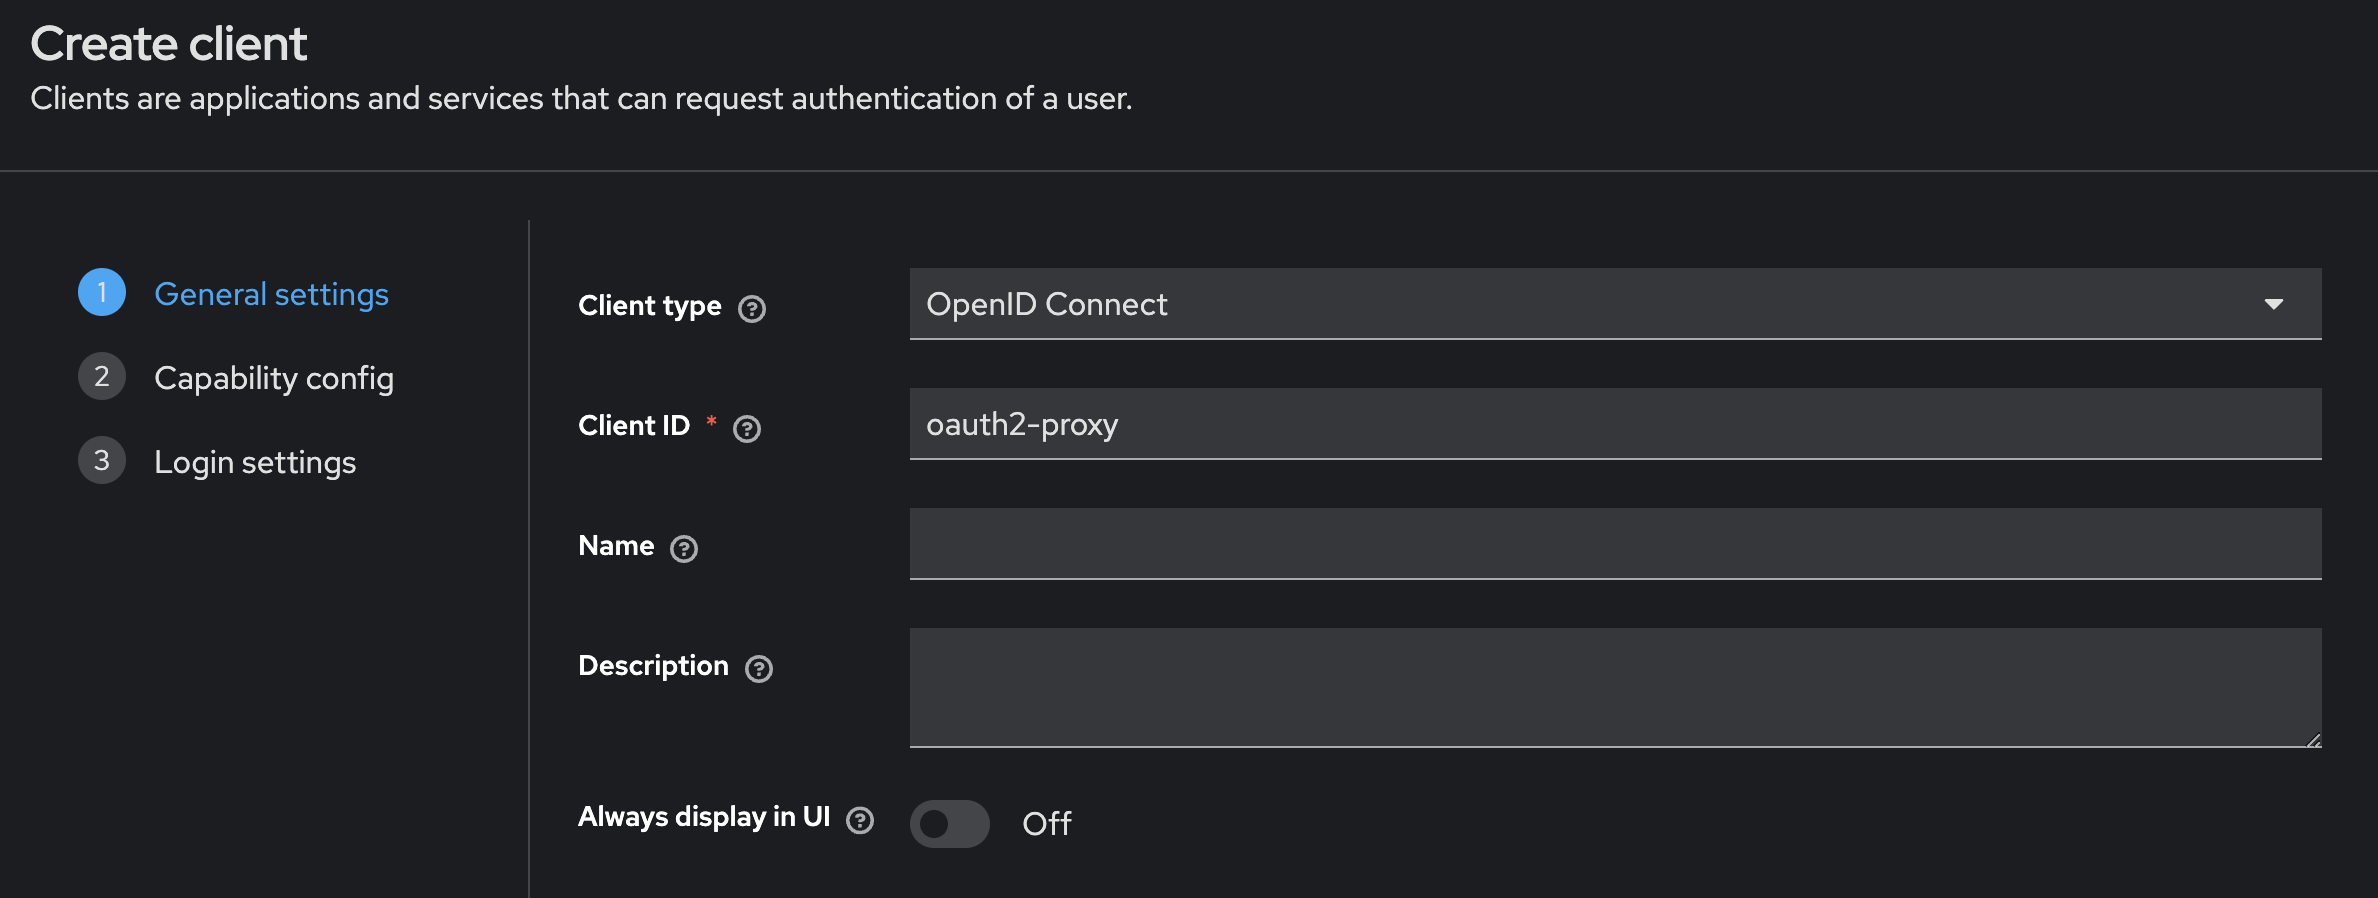 Create client
Clients are applications and services that can request authentication of a user.
1 General settings
2 Capability config
3 Login settings
Client type ? OpenID Connect
Client ID * ? oauth2-proxy
Name ?
Description ?
Always display in UI ? Off